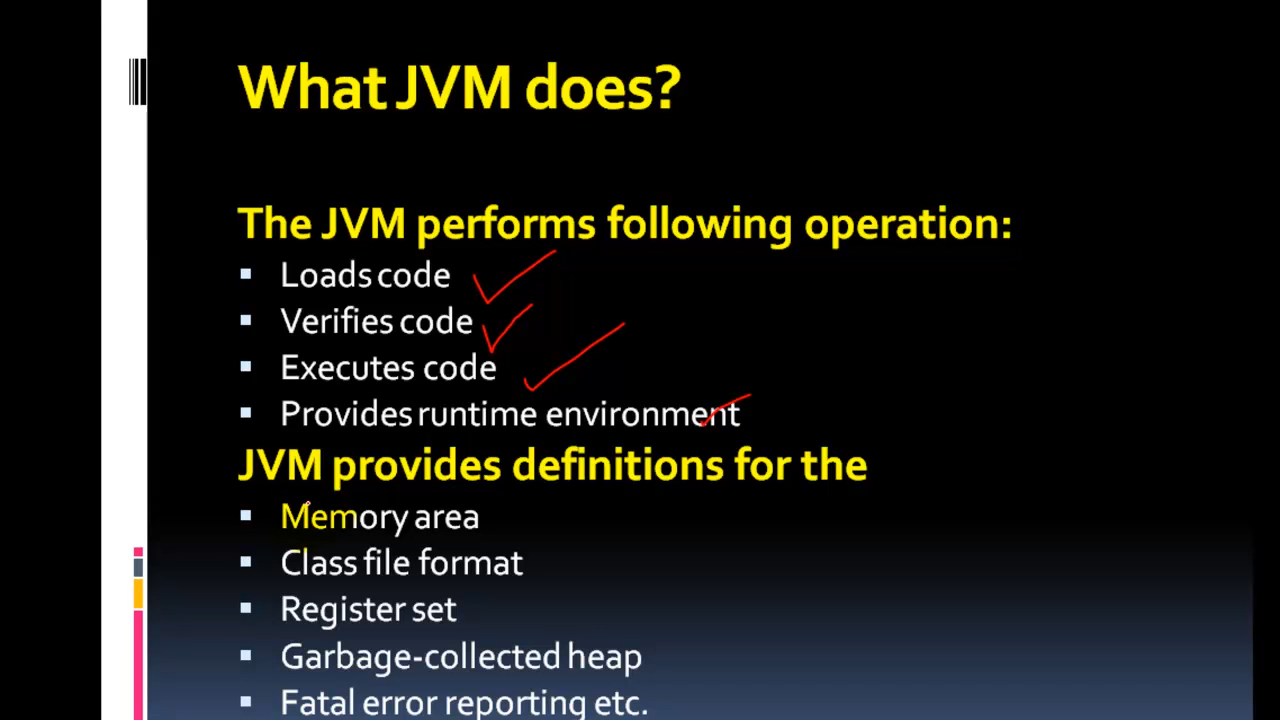 What JVM does?
The JVM performs following operation:
Loads code
Verifies code
Executes code
Provides runtime environment
JVM provides definitions for the
Memory area
Class file format
Register set
Garbage-collected heap
Fatal error reporting etc.